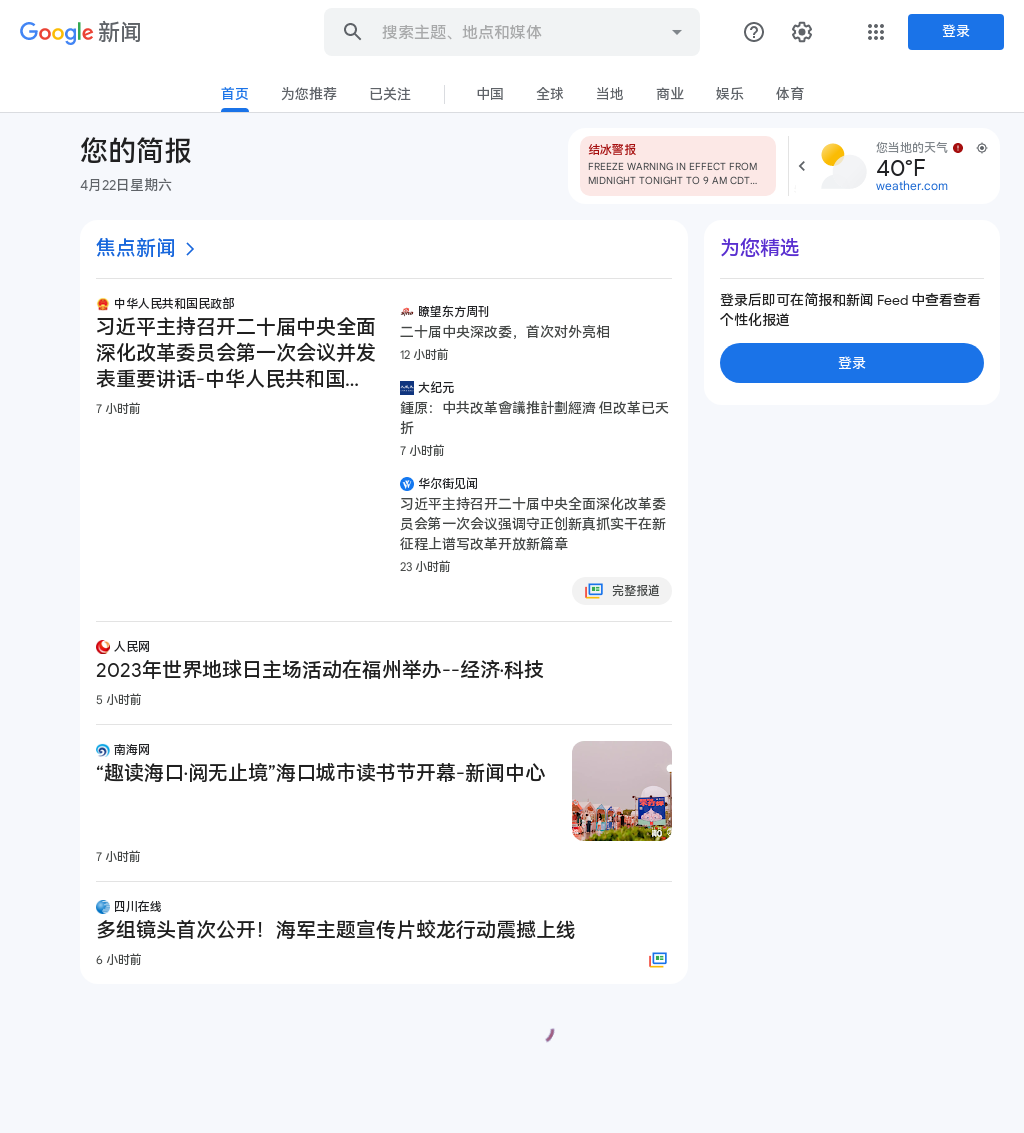 Google 新闻
搜索主题、地点和媒体
登录
首页
为您推荐
已关注
中国
全球
当地
商业
娱乐
体育
您的简报
4月22日星期六
结冰警报
FREEZE WARNING IN EFFECT FROM
MIDNIGHT TONIGHT TO 9 AM CDT…
您当地的天气
40°F
weather.com
焦点新闻
中华人民共和国民政部
习近平主持召开二十届中央全面
深化改革委员会第一次会议并发
表重要讲话-中华人民共和国…
7 小时前
瞭望东方周刊
二十届中央深改委，首次对外亮相
12 小时前
大纪元
鍾原：中共改革會議推計劃經濟 但改革已夭
折
7 小时前
华尔街见闻
习近平主持召开二十届中央全面深化改革委
员会第一次会议强调守正创新真抓实干在新
征程上谱写改革开放新篇章
23 小时前
完整报道
人民网
2023年世界地球日主场活动在福州举办--经济·科技
5 小时前
南海网
“趣读海口·阅无止境”海口城市读书节开幕-新闻中心
7 小时前
四川在线
多组镜头首次公开！海军主题宣传片蛟龙行动震撼上线
6 小时前
为您精选
登录后即可在简报和新闻 Feed 中查看查看
个性化报道
登录